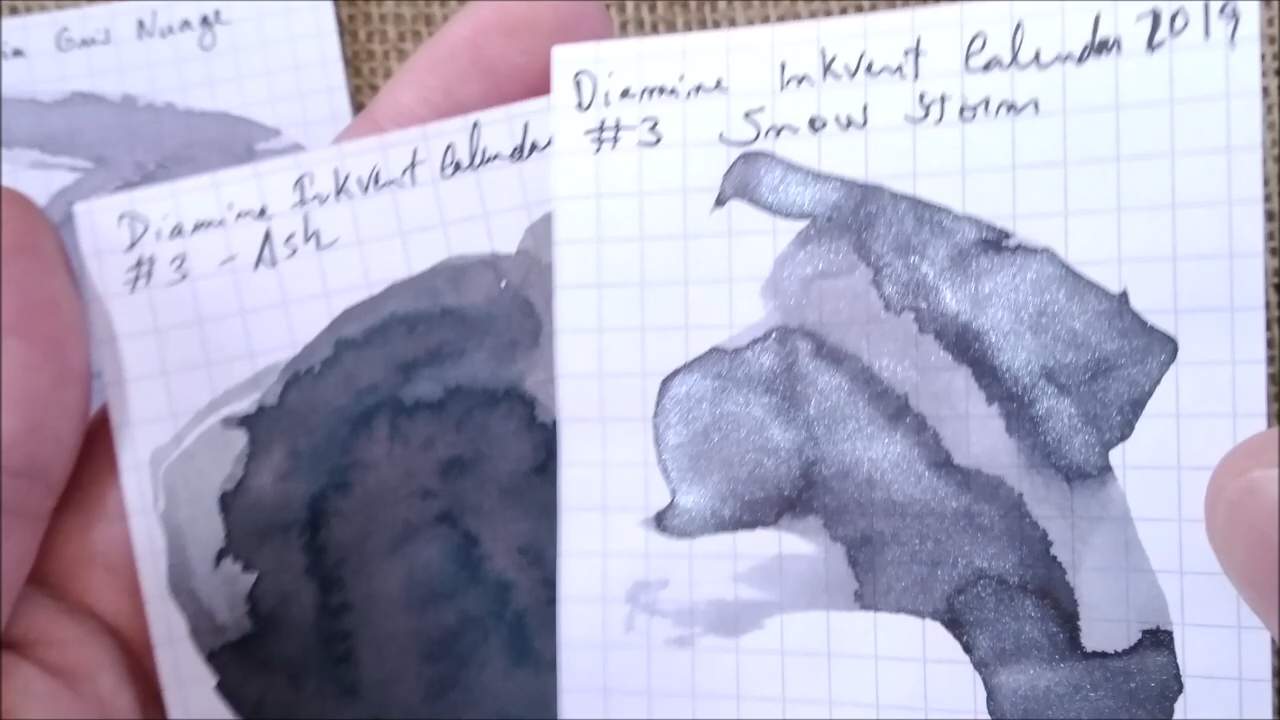 Gris Nuage
Diamine Inkvent Calendar
#3 - Ash
Diamine Inkvent Calendar 2019
#3 Snow Storm